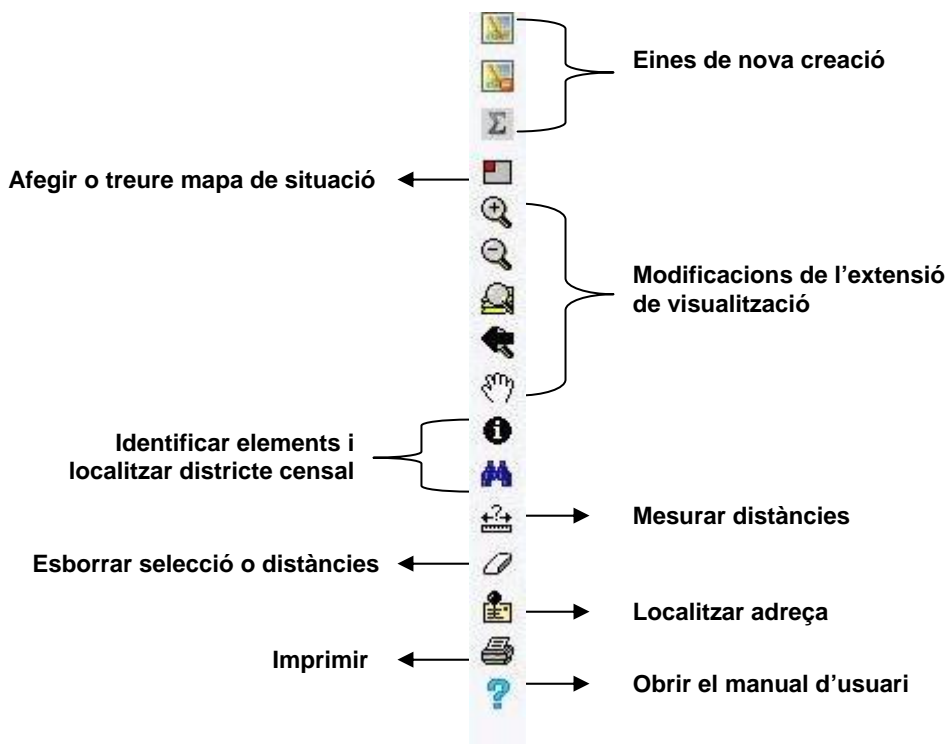 Eines de nova creació
Afegir o treure mapa de situació
Modificacions de l’extensió
de visualització
Identificar elements i
localitzar districte censal
Mesurar distàncies
Esborrar selecció o distàncies
Localitzar adreça
Imprimir
Obrir el manual d’usuari